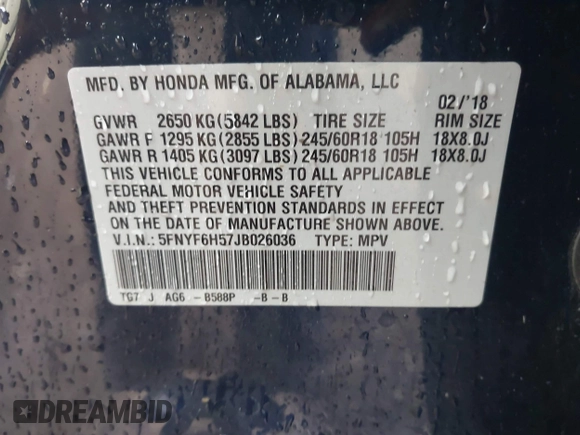 MFD. BY HONDA MFG. OF ALABAMA, LLC
02/'18
GVWR 2650 KG (5842 LBS) TIRE SIZE RIM SIZE
GAWR F 1295 KG (2855 LBS) 245/60R18 105H 18X8.0J
GAWR R 1405 KG (3097 LBS) 245/60R18 105H 18X8.0J
THIS VEHICLE CONFORMS TO ALL APPLICABLE
FEDERAL MOTOR VEHICLE SAFETY
AND THEFT PREVENTION STANDARDS IN EFFECT
ON THE DATE OF MANUFACTURE SHOWN ABOVE.
V.I.N.: 5FNYF6H57JB026036 TYPE: MPV
TG7 J AG6 -B588P -B-B
DREAMBID